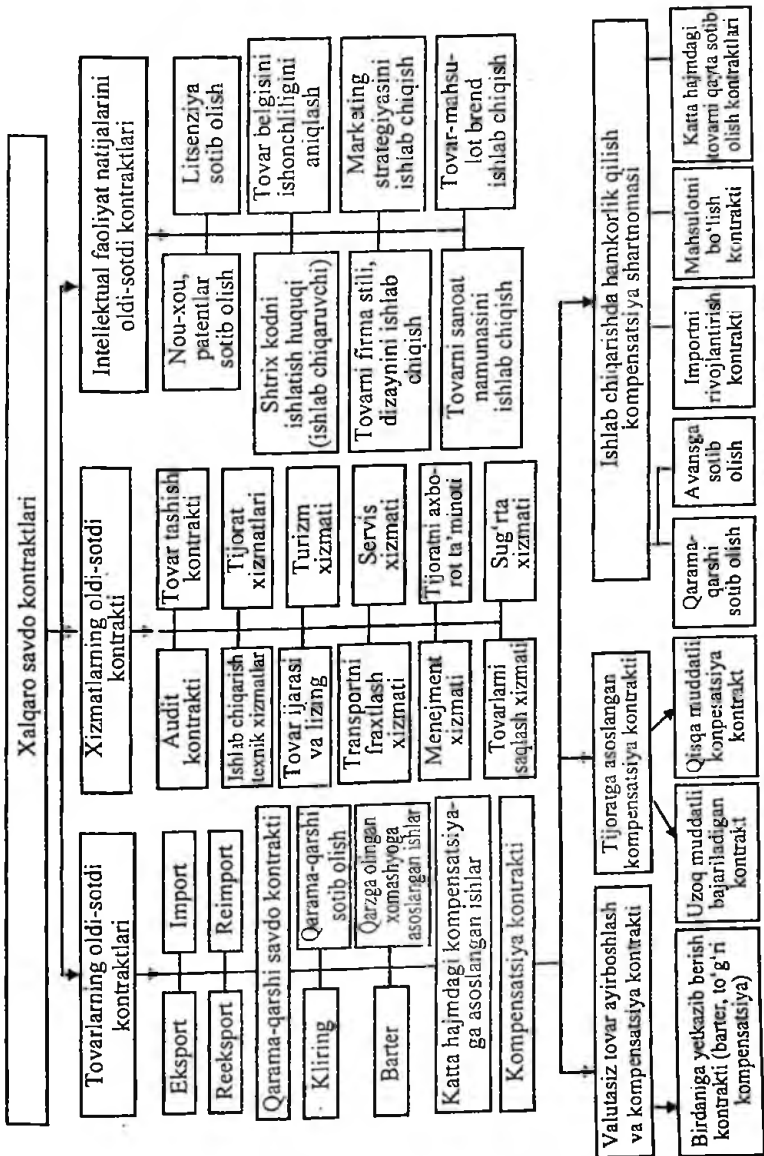 Xalqaro savdo kontraktlari
Tovarlarning oldi-sotdi
kontraktlari
Eksport
Import
Reeksport
Reimport
Qarama-qarshi savdo kontrakti
Kliring
Qarama-qarshi
sotib olish
Barter
Qarzga olingan
xomashyoga
asoslangan ishlar
Katta hajmdagi kompensatsiya-
ga asoslangan ishlar
Kompensatsiya kontrakti
Xizmatlarning oldi-sotdi
kontrakti
Audit
kontrakti
Tovar tashish
kontrakti
Ishlab chiqarish
texnik xizmatlar
Tijorat
xizmatlari
Tovar ijarasi
va lizing
Turizm
xizmati
Transportni
fraxtlash
xizmati
Servis
xizmati
Menejment
xizmati
Tijoratni axbo-
rot ta'minoti
Tovarlarni
saqlash xizmati
Sug‘rta
xizmati
Intellektual faoliyat natijalarini
oldi-sotdi kontraktlari
Nou-xou,
patentlar
sotib olish
Litsenziya
sotib olish
Shtrix kodni
ishlatish huquqi
(ishlab chiqaruvchi)
Tovar belgisini
ishonchliligini
aniqlash
Tovarni firma stili,
dizaynini ishlab
chiqish
Marketing
strategiyasini
ishlab chiqish
Tovarni sanoat
namunasini
ishlab chiqish
Tovar-mahsu-
lot brend
ishlab chiqish
Valutasiz tovar ayirboshlash
va kompensatsiya kontrakti
Birdaniga yetkazib berish
kontrakti (barter, to‘g‘ri
kompensatsiya)
Tijoratga asoslangan
kompensatsiya kontrakti
Uzoq muddatli
bajariladigan
kontrakt
Qisqa muddatli
konpesatsiya
kontrakt
Ishlab chiqarishda hamkorlik qilish
kompensatsiya shartnomasi
Qarama-
qarshi
sotib olish
Avansga
sotib
olish
Importni
rivojlantirish
kontrakti
Mahsulotni
bo‘lish
kontrakti
Katta hajmdagi
tovarni qayta sotib
olish kontraktlari